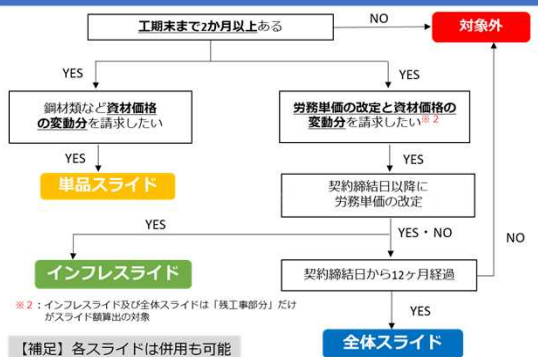 工期末まで2か月以上ある
NO
対象外
YES
YES
鋼材類など資材価格
の変動分を請求したい
労務単価の改定と資材価格の
変動分を請求したい※2
YES
YES
単品スライド
契約締結日以降に
労務単価の改定
YES
YES・NO
NO
インフレスライド
契約締結日から12ヶ月経過
※2：インフレスライド及び全体スライドは「残工事部分」だけ
がスライド額算出の対象
YES
【補足】各スライドは併用も可能
全体スライド